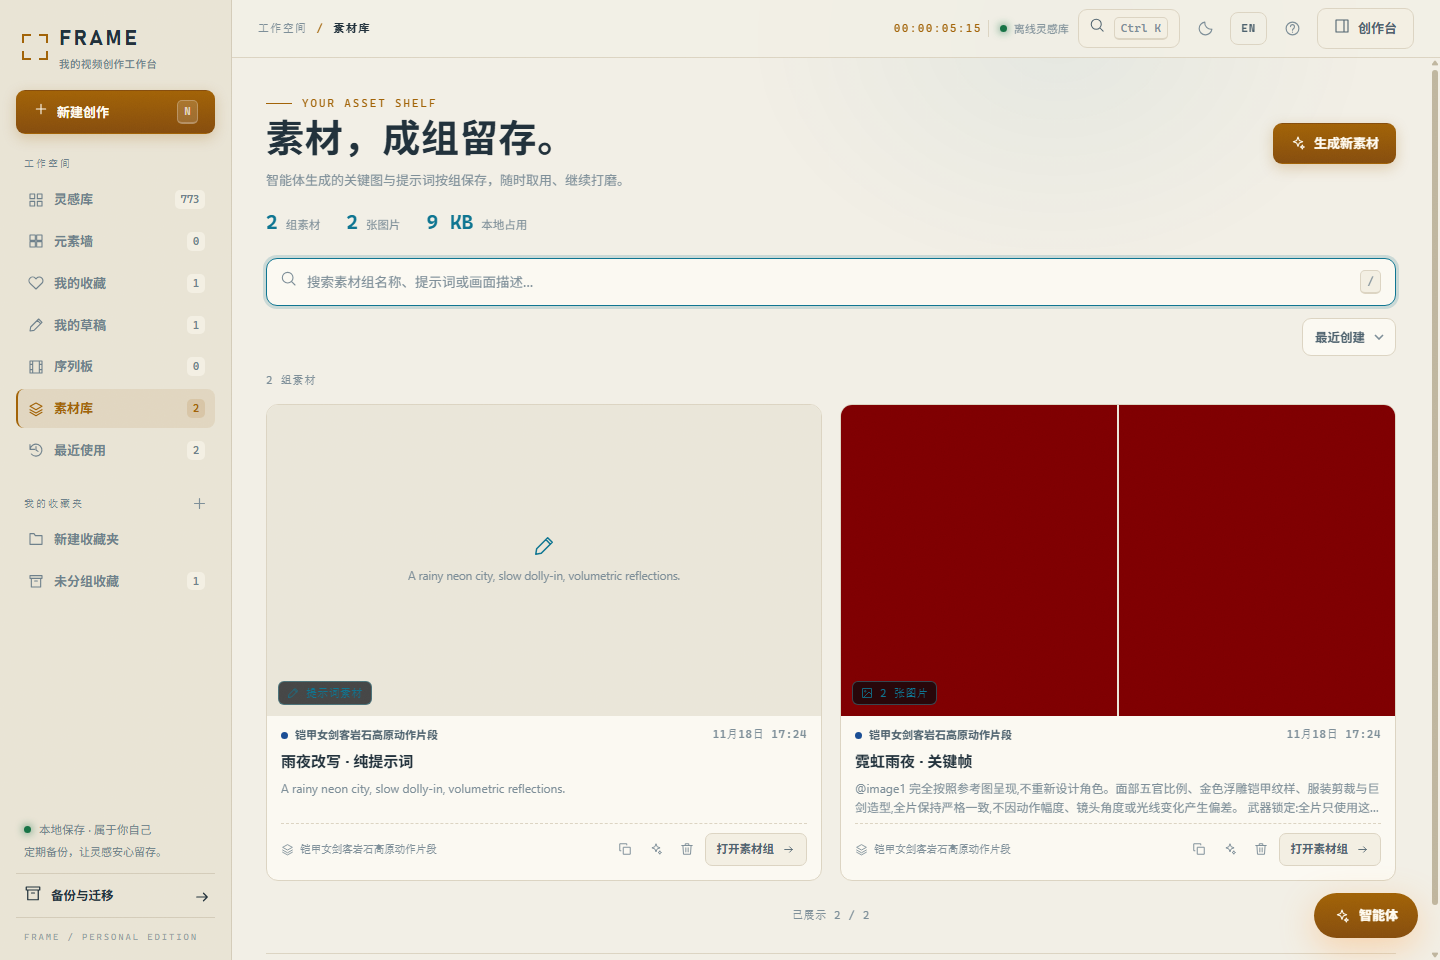 FRAME
我的视频创作工作台
新建创作 N
工作空间
灵感库 773
元素墙 0
我的收藏 1
我的草稿 1
序列板 0
素材库 2
最近使用 2
我的收藏夹
新建收藏夹
未分组收藏 1
本地保存 · 属于你自己
定期备份，让灵感安心留存。
备份与迁移
FRAME / PERSONAL EDITION
工作空间 / 素材库
00:00:05:15
离线灵感库
Ctrl K
EN
创作台
YOUR ASSET SHELF
素材，成组留存。
智能体生成的关键图与提示词按组保存，随时取用、继续打磨。
生成新素材
2 组素材 2 张图片 9 KB 本地占用
搜索素材组名称、提示词或画面描述... /
最近创建
2 组素材
A rainy neon city, slow dolly-in, volumetric reflections.
提示词素材
铠甲女剑客岩石高原动作片段 11月18日 17:24
雨夜改写 · 纯提示词
A rainy neon city, slow dolly-in, volumetric reflections.
铠甲女剑客岩石高原动作片段
打开素材组
2 张图片
铠甲女剑客岩石高原动作片段 11月18日 17:24
霓虹雨夜 · 关键帧
@image1 完全按照参考图呈现,不重新设计角色。面部五官比例、金色浮雕铠甲纹样、服装剪裁与巨
剑造型,全片保持严格一致,不因动作幅度、镜头角度或光线变化产生偏差。 武器锁定:全片只使用这...
铠甲女剑客岩石高原动作片段
打开素材组
已展示 2 / 2
智能体